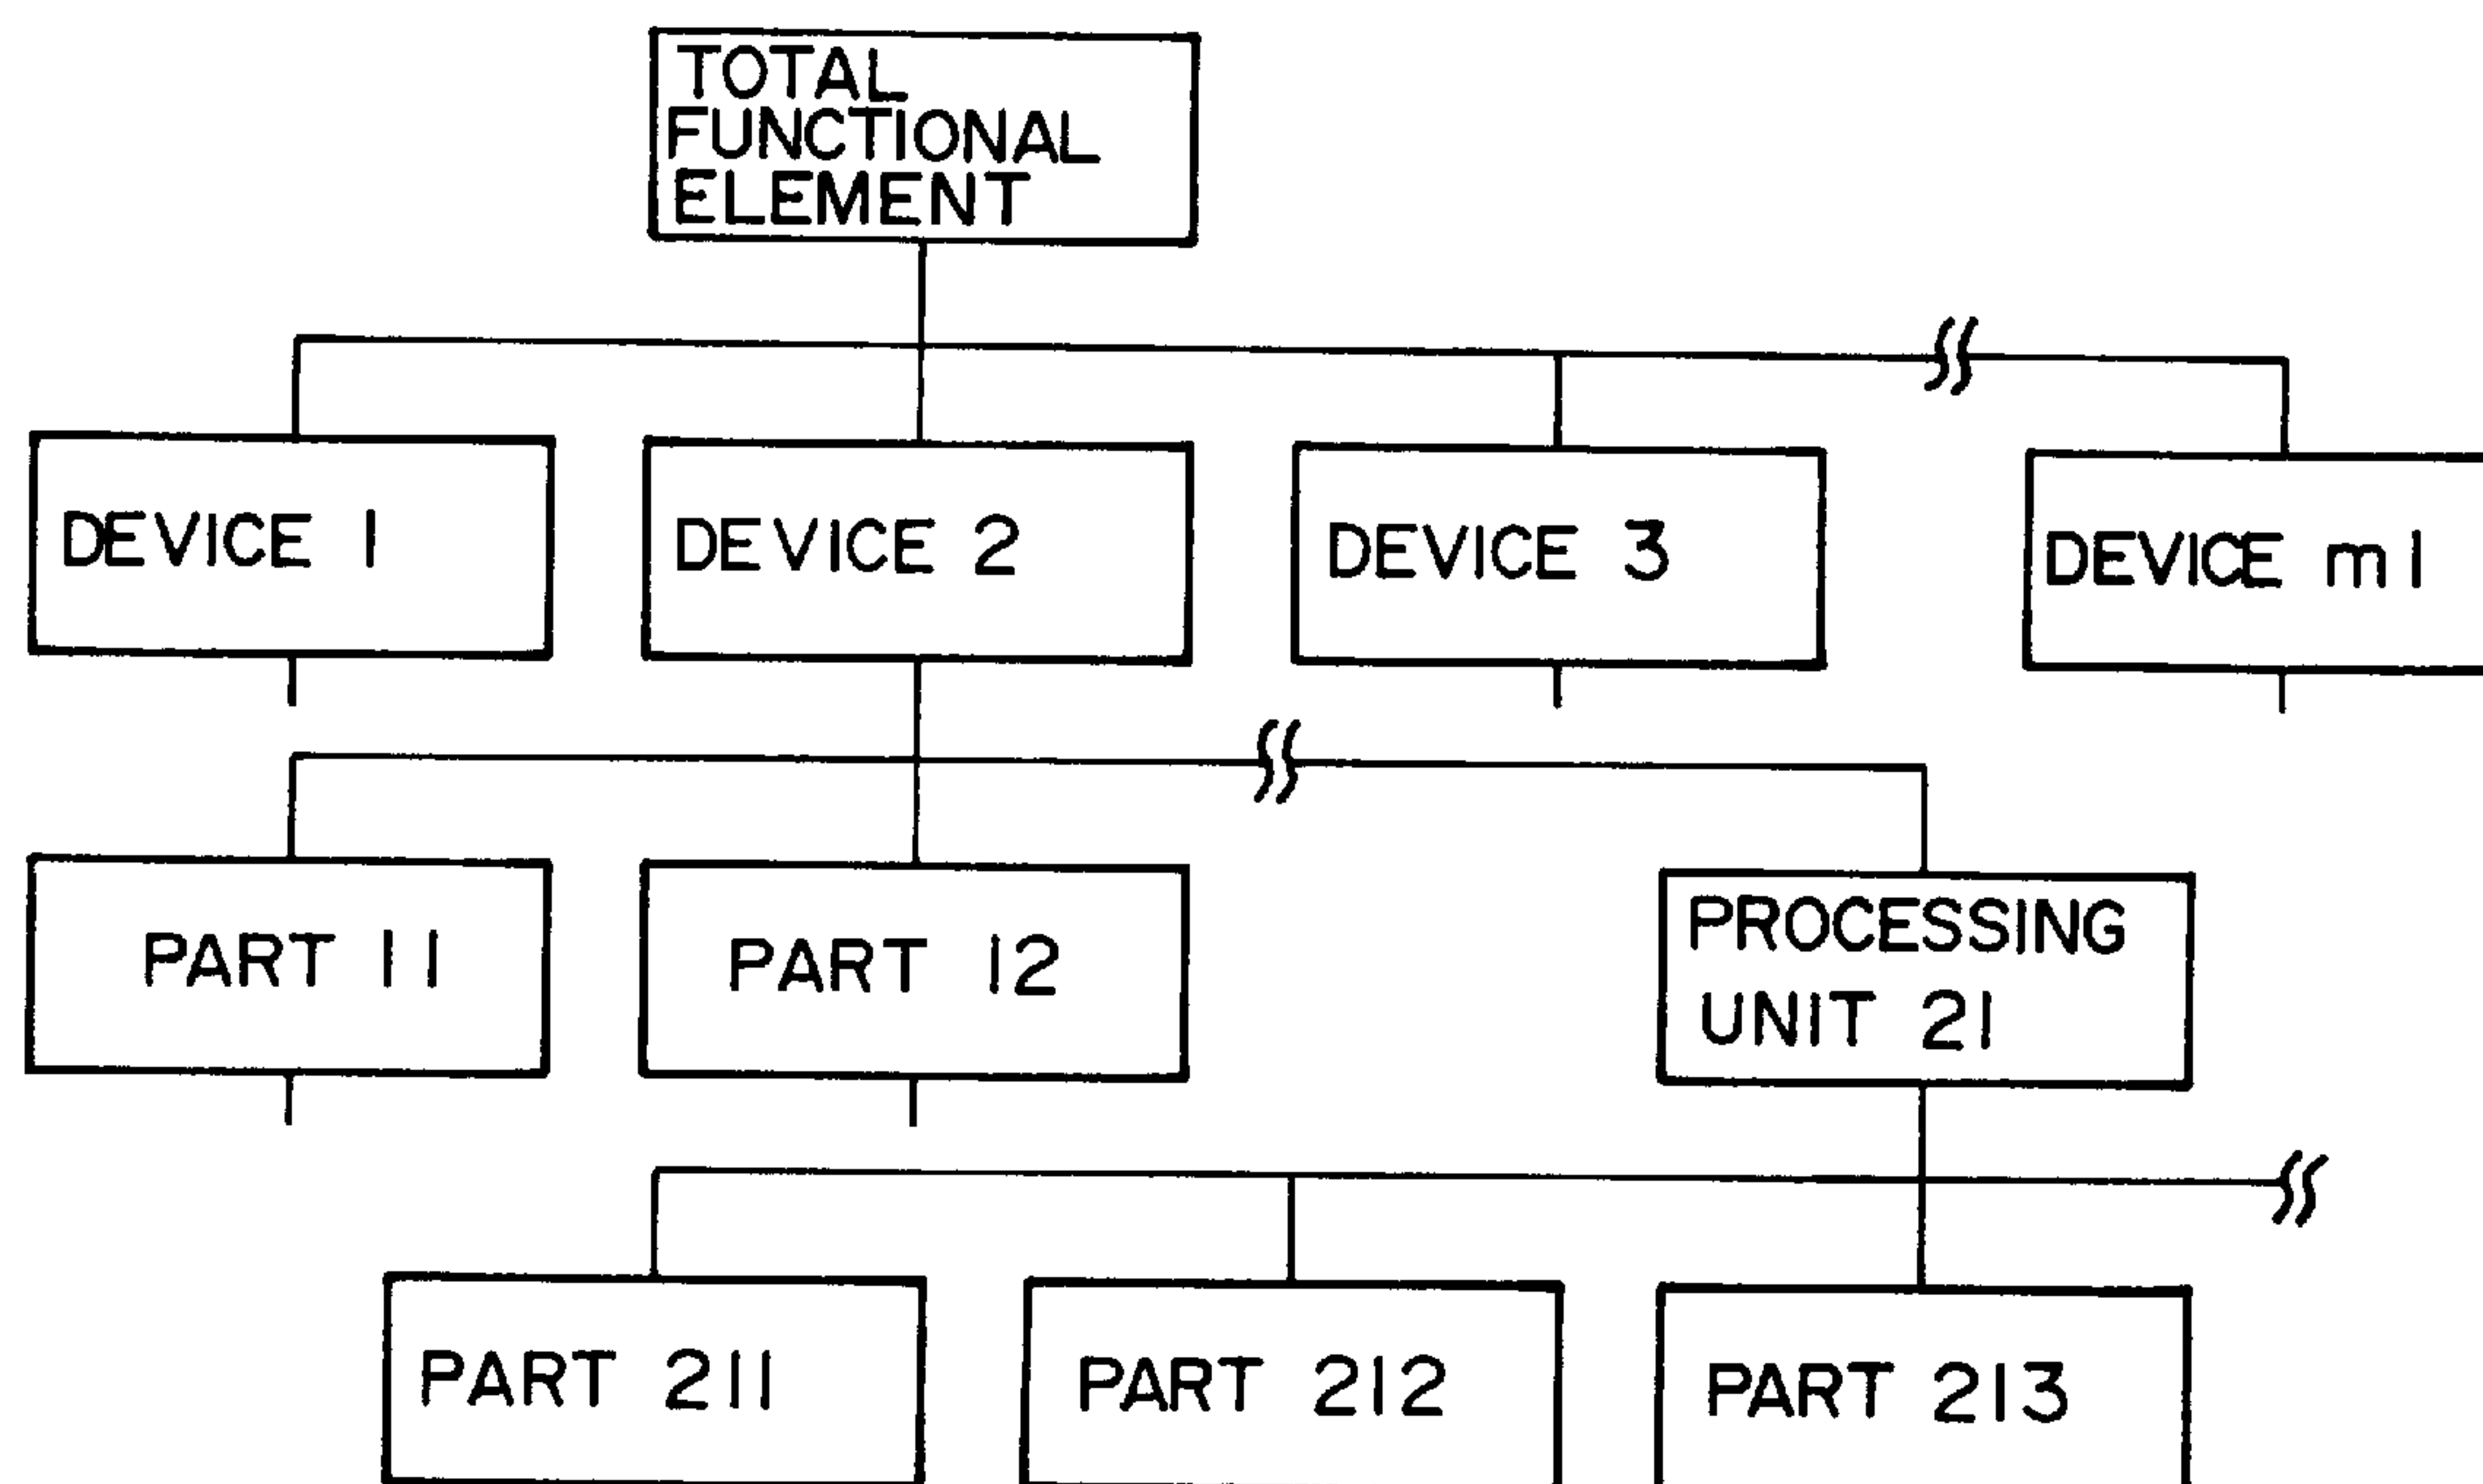 TOTAL
FUNCTIONAL
ELEMENT
DEVICE 1
DEVICE 2
DEVICE 3
DEVICE m1
PART 11
PART 12
PROCESSING
UNIT 21
PART 211
PART 212
PART 213